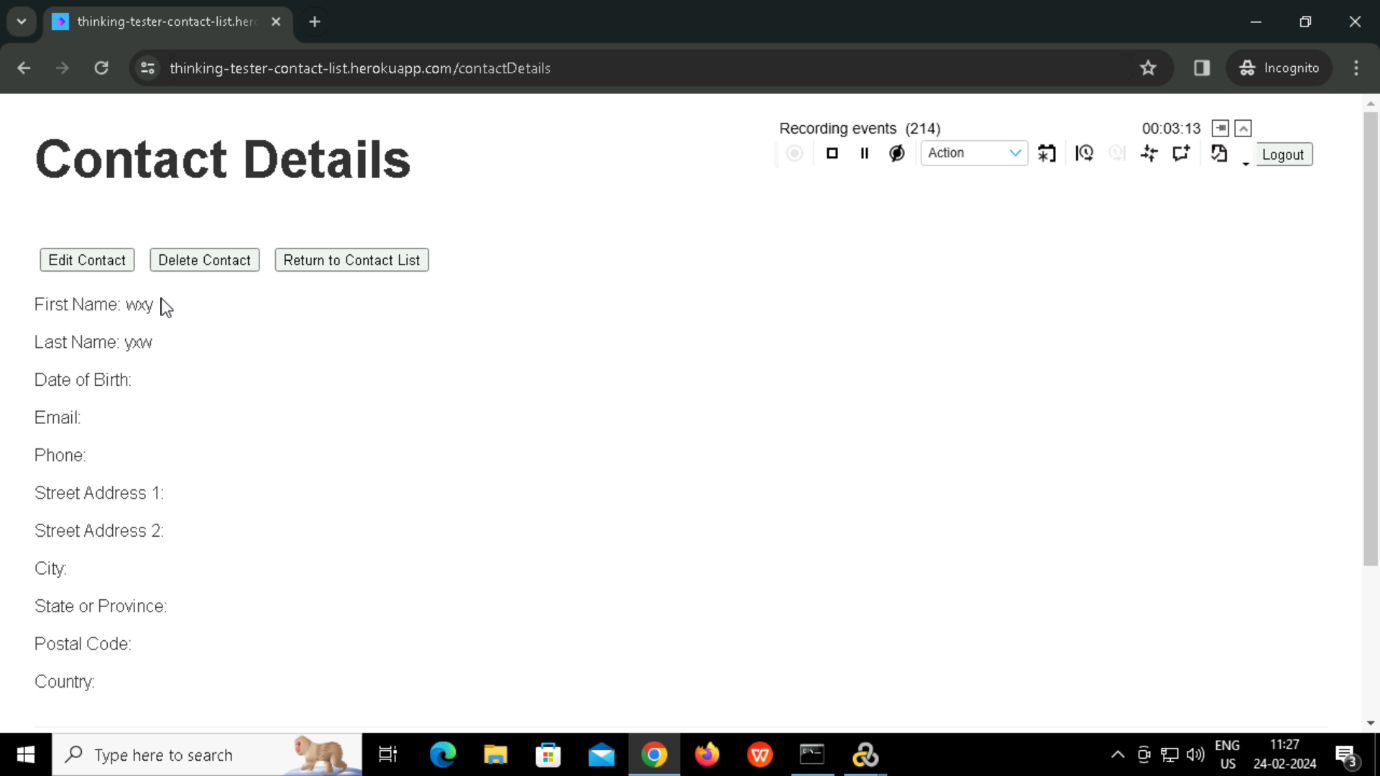 thinking-tester-contact-list.hero
thinking-tester-contact-list.herokuapp.com/contactDetails
Incognito
Contact Details
Recording events (214)
00:03:13
Action
Logout
Edit Contact
Delete Contact
Return to Contact List
First Name: wxy
Last Name: yxw
Date of Birth:
Email:
Phone:
Street Address 1:
Street Address 2:
City:
State or Province:
Postal Code:
Country:
Type here to search
W
ENG
US
11:27
24-02-2024
3